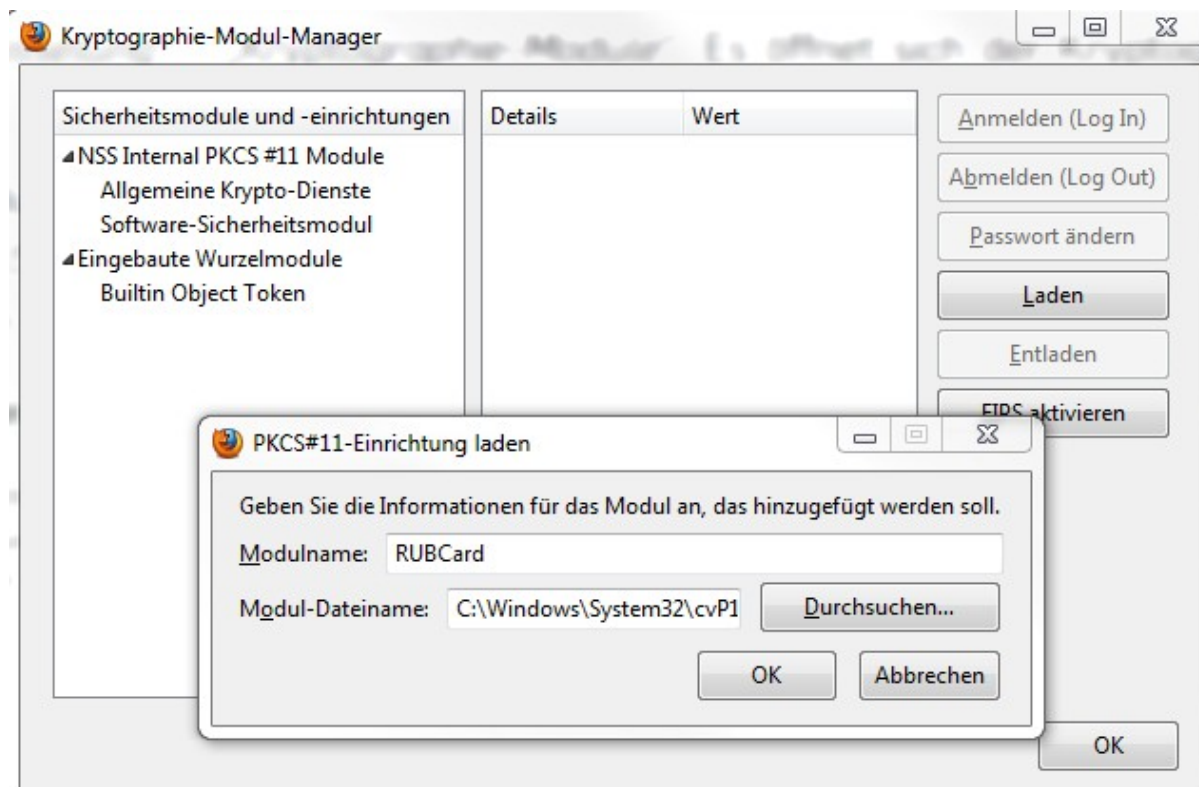 Kryptographie-Modul-Manager
Sicherheitsmodule und -einrichtungen
Details
Wert
NSS Internal PKCS #11 Module
Allgemeine Krypto-Dienste
Software-Sicherheitsmodul
Eingebaute Wurzelmodule
Builtin Object Token
Anmelden (Log In)
Abmelden (Log Out)
Passwort ändern
Laden
Entladen
FIPS aktivieren
PKCS#11-Einrichtung laden
Geben Sie die Informationen für das Modul an, das hinzugefügt werden soll.
Modulname: RUBCard
Modul-Dateiname: C:\Windows\System32\cvP1 Durchsuchen...
OK Abbrechen
OK